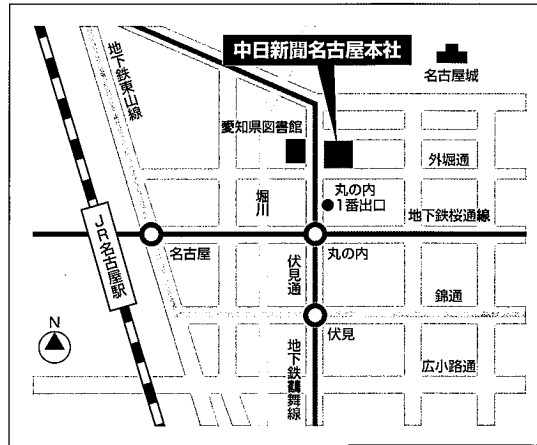 中日新聞名古屋本社
名古屋城
地下鉄東山線
愛知県図書館
外堀通
堀川
丸の内
1番出口
地下鉄桜通線
JR名古屋駅
名古屋
丸の内
伏見通
錦通
N
伏見
地下鉄鶴舞線
広小路通